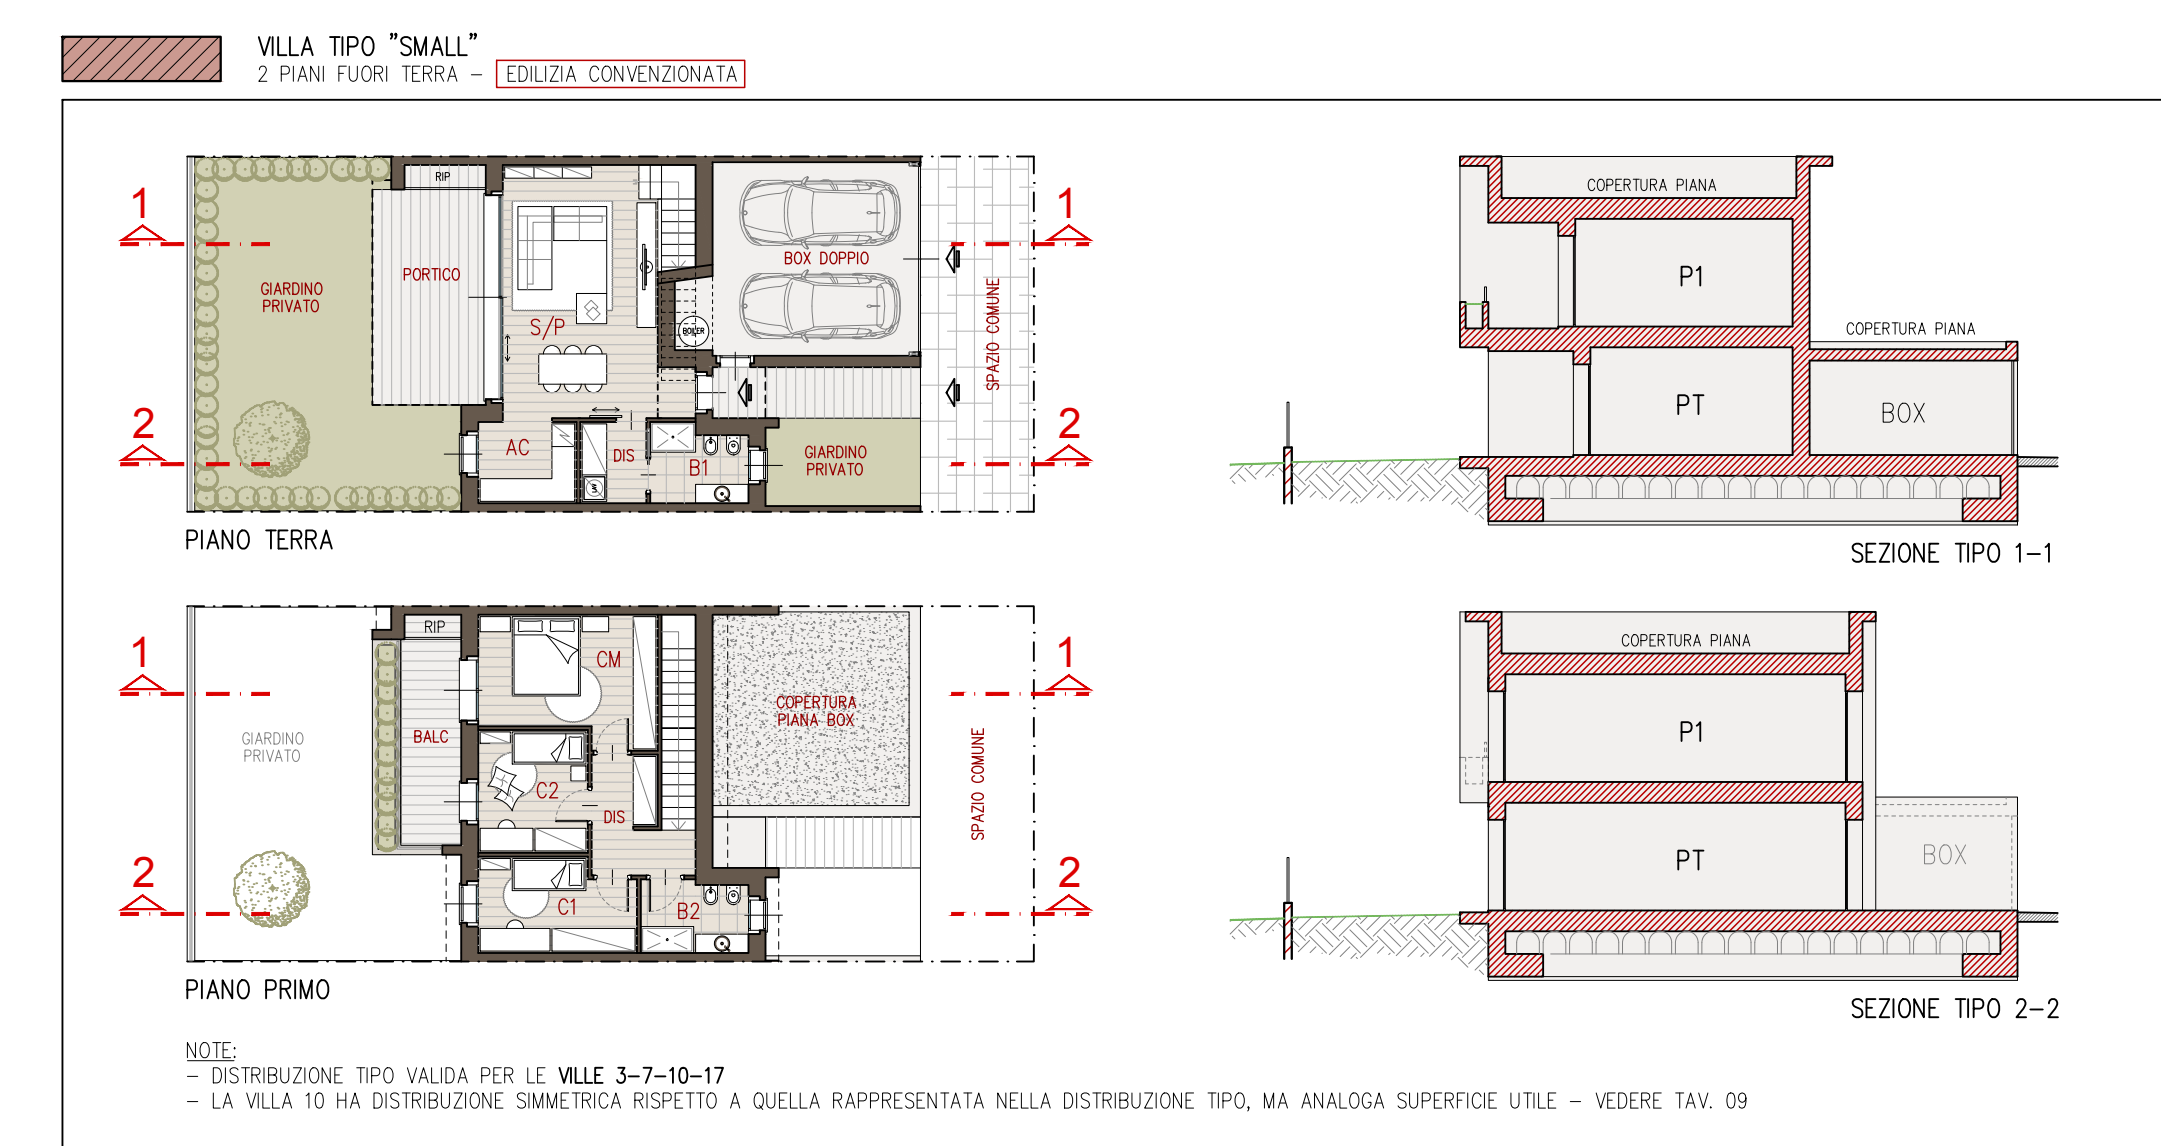 VILLA TIPO "SMALL"
2 PIANI FUORI TERRA – EDILIZIA CONVENZIONATA
1
1
2
2
RIP
PORTICO
GIARDINO
PRIVATO
S/P
BOX DOPPIO
BOILER
SPAZIO COMUNE
AC
DIS
B1
GIARDINO
PRIVATO
PIANO TERRA
COPERTURA PIANA
P1
COPERTURA PIANA
PT
BOX
SEZIONE TIPO 1–1
1
1
2
2
RIP
CM
GIARDINO
PRIVATO
BALC
C2
DIS
COPERTURA
PIANA BOX
SPAZIO COMUNE
C1
B2
PIANO PRIMO
COPERTURA PIANA
P1
PT
BOX
SEZIONE TIPO 2–2
NOTE:
– DISTRIBUZIONE TIPO VALIDA PER LE VILLE 3–7–10–17
– LA VILLA 10 HA DISTRIBUZIONE SIMMETRICA RISPETTO A QUELLA RAPPRESENTATA NELLA DISTRIBUZIONE TIPO, MA ANALOGA SUPERFICIE UTILE – VEDERE TAV. 09